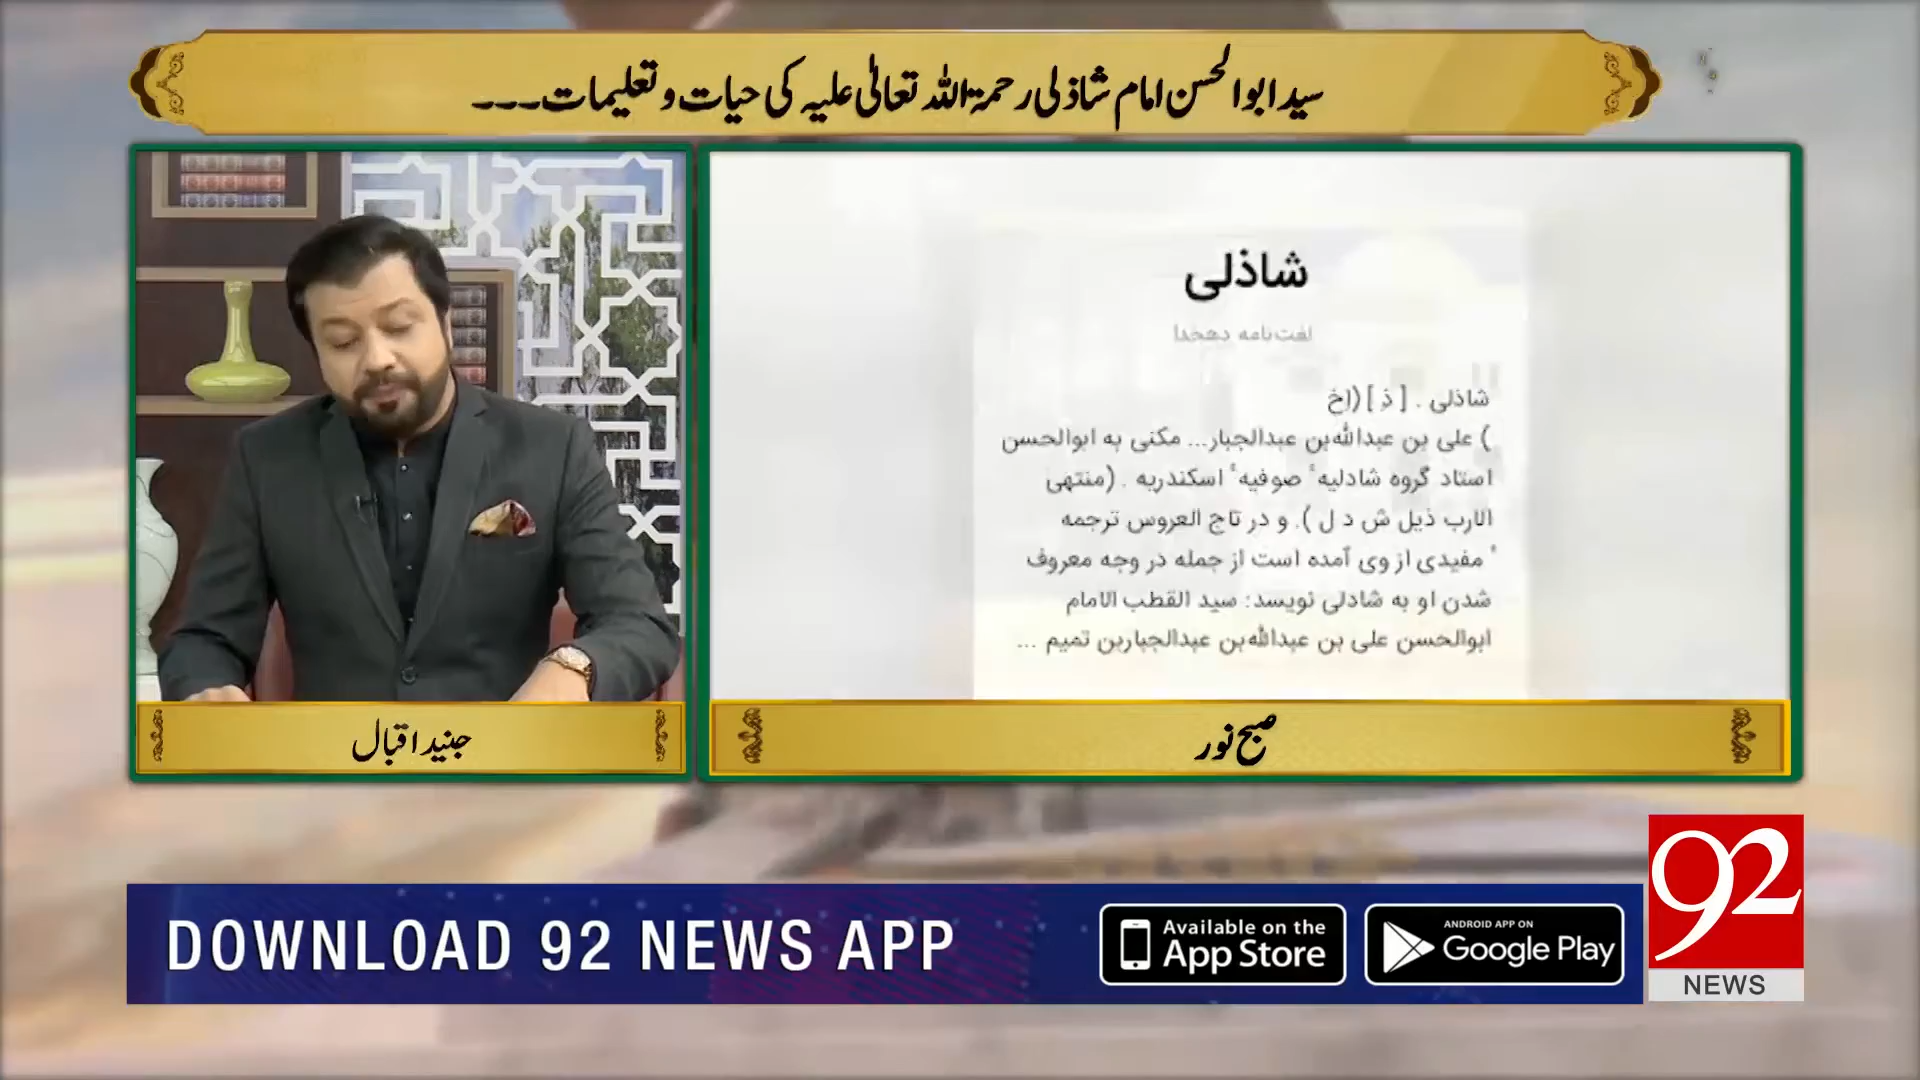 سید ابوالحسن امام شاذلی رحمۃ اللہ تعالیٰ علیہ کی حیات و تعلیمات۔۔۔
شاذلی
لغت‌نامه دهخدا
شاذلی . [ ذِ ] (اخ
) علی بن عبدالله‌بن عبدالجبار... مکنی به ابوالحسن
استاد گروه شاذلیه ٔ صوفیه ٔ اسکندریه . (منتهی
الارب ذیل ش د ل ). و در تاج العروس ترجمه
ٔ مفیدی از وی آمده است از جمله در وجه معروف
شدن او به شاذلی نویسد: سید القطب الامام
ابوالحسن علی بن عبدالله‌بن عبدالجباربن تمیم ...
جنید اقبال
صبح نور
DOWNLOAD 92 NEWS APP
Available on the
App Store
ANDROID APP ON
Google Play
92
NEWS